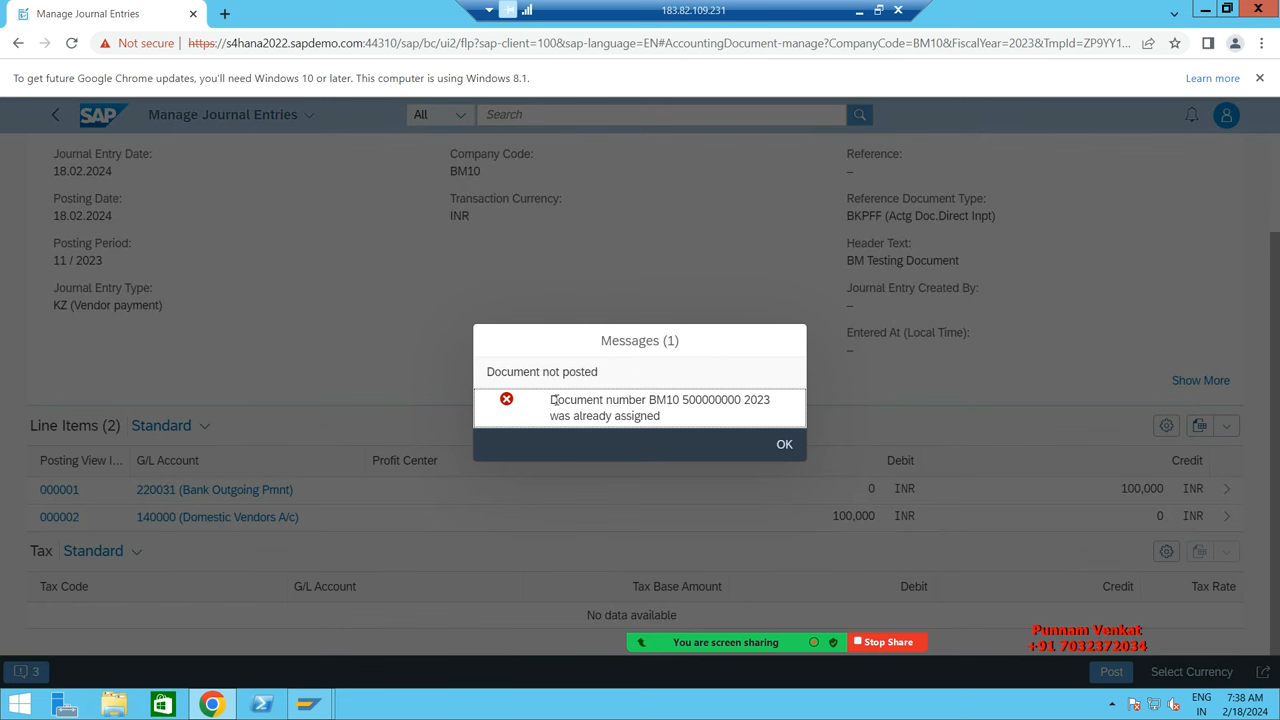 Manage Journal Entries
183.82.109.231
Not secure
https://s4hana2022.sapdemo.com:44310/sap/bc/ui2/flp?sap-client=100&sap-language=EN#AccountingDocument-manage?CompanyCode=BM10&FiscalYear=2023&TmpId=ZP9YY1...
To get future Google Chrome updates, you'll need Windows 10 or later. This computer is using Windows 8.1.
Learn more
SAP
Manage Journal Entries
All
Search
Journal Entry Date:
18.02.2024
Company Code:
BM10
Reference:
–
Posting Date:
18.02.2024
Transaction Currency:
INR
Reference Document Type:
BKPFF (Actg Doc.Direct Inpt)
Posting Period:
11 / 2023
Header Text:
BM Testing Document
Journal Entry Type:
KZ (Vendor payment)
Journal Entry Created By:
–
Entered At (Local Time):
–
Show More
Messages (1)
Document not posted
Document number BM10 500000000 2023
was already assigned
OK
Line Items (2) Standard
Posting View I... G/L Account Profit Center Debit Credit
000001 220031 (Bank Outgoing Pmnt) 0 INR 100,000 INR
000002 140000 (Domestic Vendors A/c) 100,000 INR 0 INR
Tax Standard
Tax Code G/L Account Tax Base Amount Debit Credit Tax Rate
No data available
You are screen sharing
Stop Share
Punnam Venkat
+91 7032372034
3
Post
Select Currency
ENG
IN
7:38 AM
2/18/2024